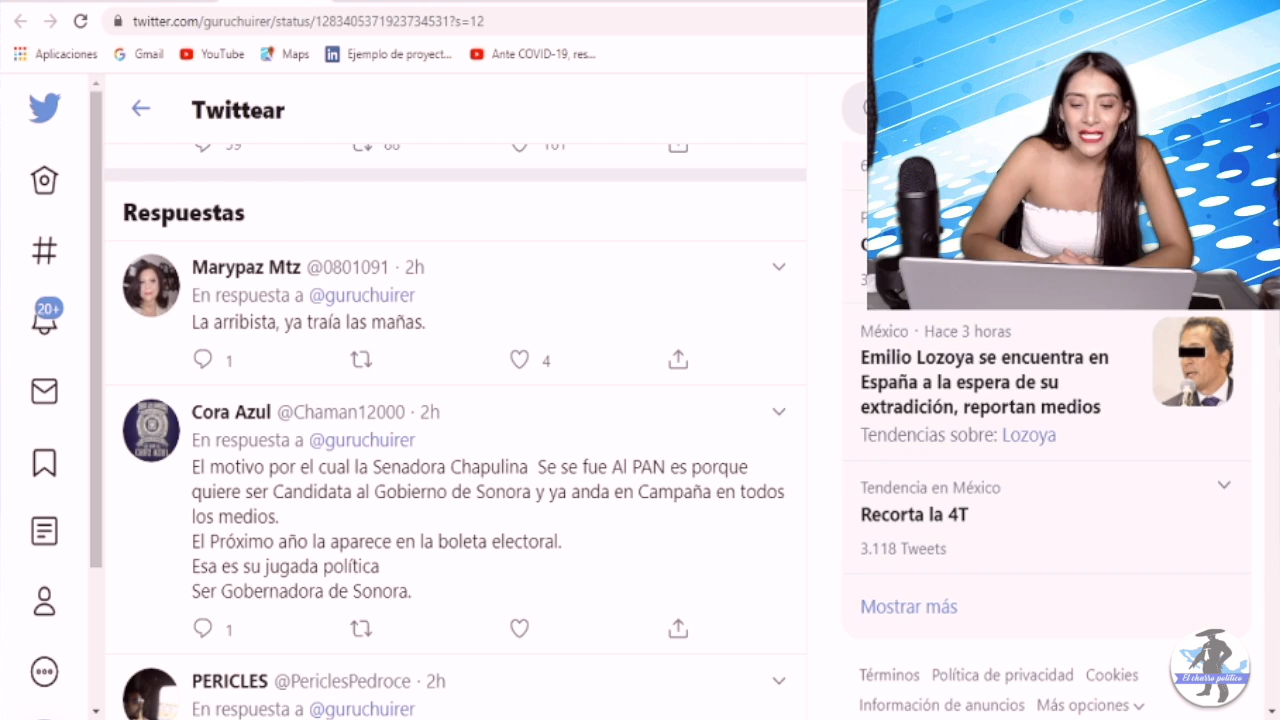 twitter.com/guruchuirer/status/1283405371923734531?s=12
Aplicaciones Gmail YouTube Maps Ejemplo de proyect... Ante COVID-19, res...
Twittear
Respuestas
Marypaz Mtz @0801091 · 2h
En respuesta a @guruchuirer
La arribista, ya traía las mañas.
1 4
Cora Azul @Chaman12000 · 2h
En respuesta a @guruchuirer
El motivo por el cual la Senadora Chapulina Se se fue Al PAN es porque
quiere ser Candidata al Gobierno de Sonora y ya anda en Campaña en todos
los medios.
El Próximo año la aparece en la boleta electoral.
Esa es su jugada política
Ser Gobernadora de Sonora.
1
PERICLES @PericlesPedroce · 2h
En respuesta a @guruchuirer
20+
México · Hace 3 horas
Emilio Lozoya se encuentra en
España a la espera de su
extradición, reportan medios
Tendencias sobre: Lozoya
Tendencia en México
Recorta la 4T
3.118 Tweets
Mostrar más
Términos Política de privacidad Cookies
Información de anuncios Más opciones
El charro político